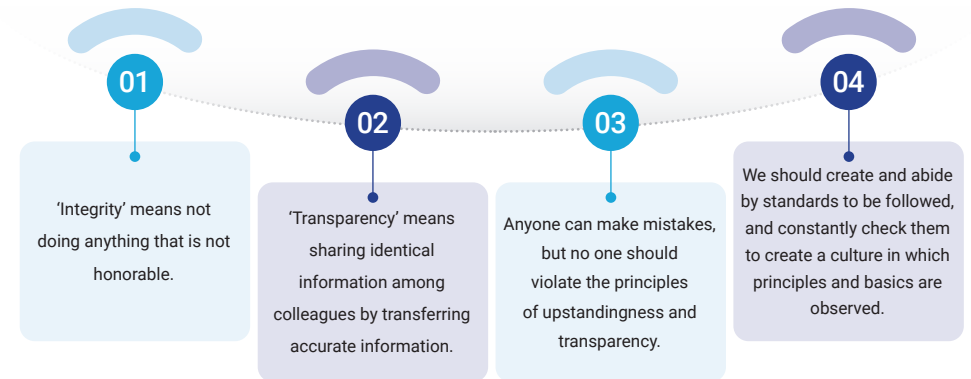 01
‘Integrity’ means not
doing anything that is not
honorable.
02
‘Transparency’ means
sharing identical
information among
colleagues by transferring
accurate information.
03
Anyone can make mistakes,
but no one should
violate the principles
of upstandingness and
transparency.
04
We should create and abide
by standards to be followed,
and constantly check them
to create a culture in which
principles and basics are
observed.